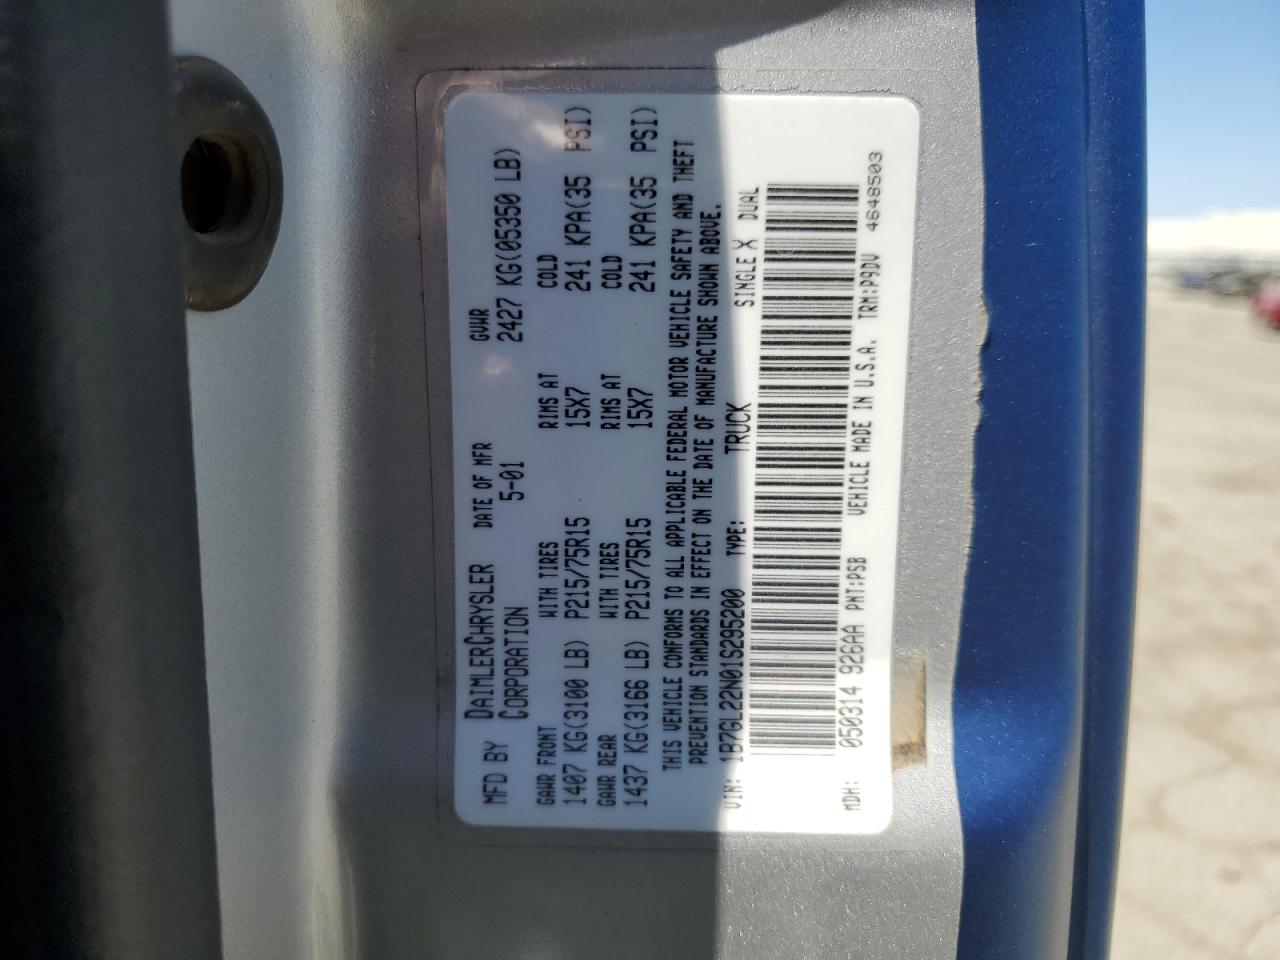 MFD BY DAIMLERCHRYSLER CORPORATION DATE OF MFR 5-01 GVWR 2427 KG(05350 LB)
GAWR FRONT WITH TIRES RIMS AT COLD
1407 KG(3100 LB) P215/75R15 15X7 241 KPA(35 PSI)
GAWR REAR WITH TIRES RIMS AT COLD
1437 KG(3166 LB) P215/75R15 15X7 241 KPA(35 PSI)
THIS VEHICLE CONFORMS TO ALL APPLICABLE FEDERAL MOTOR VEHICLE SAFETY AND THEFT
PREVENTION STANDARDS IN EFFECT ON THE DATE OF MANUFACTURE SHOWN ABOVE.
VIN: 1B7GL22N01S295200 TYPE: TRUCK SINGLE X DUAL
MDH: 050314 926AA PNT:PSB VEHICLE MADE IN U.S.A. TRM:P9DV 4648503